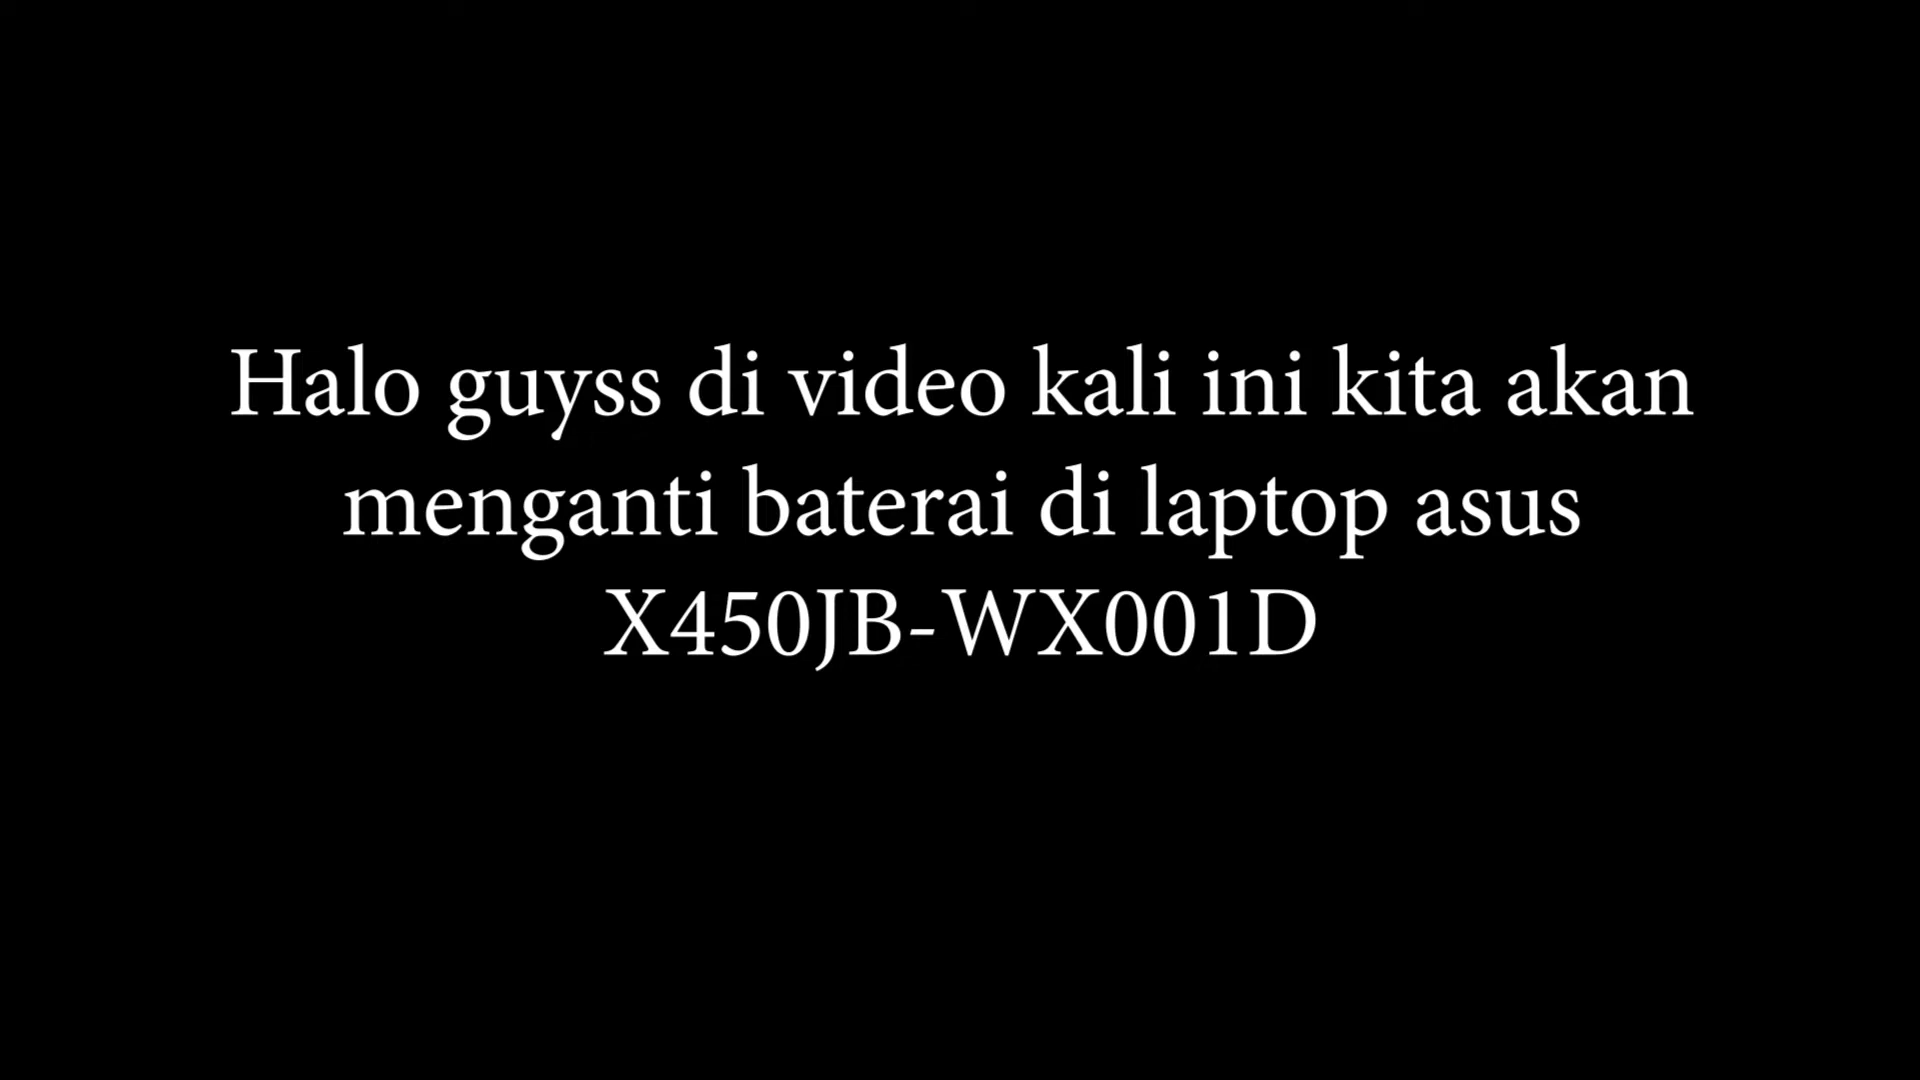 Halo guyss di video kali ini kita akan
menganti baterai di laptop asus
X450JB-WX001D